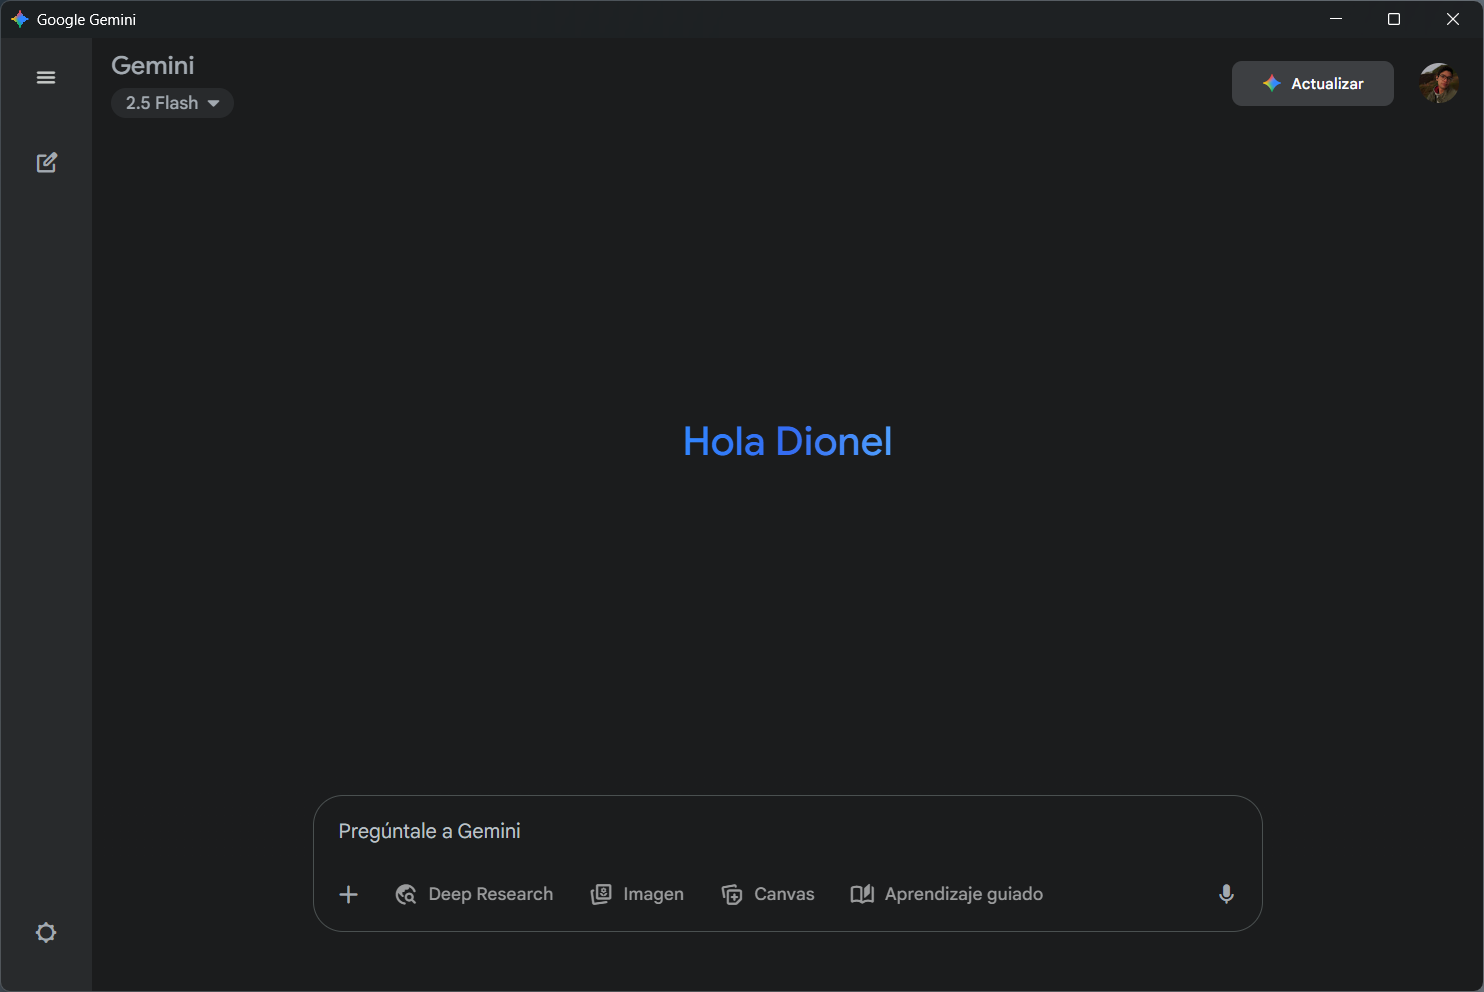 Google Gemini
Gemini
2.5 Flash
Actualizar
Hola Dionel
Pregúntale a Gemini
Deep Research
Imagen
Canvas
Aprendizaje guiado